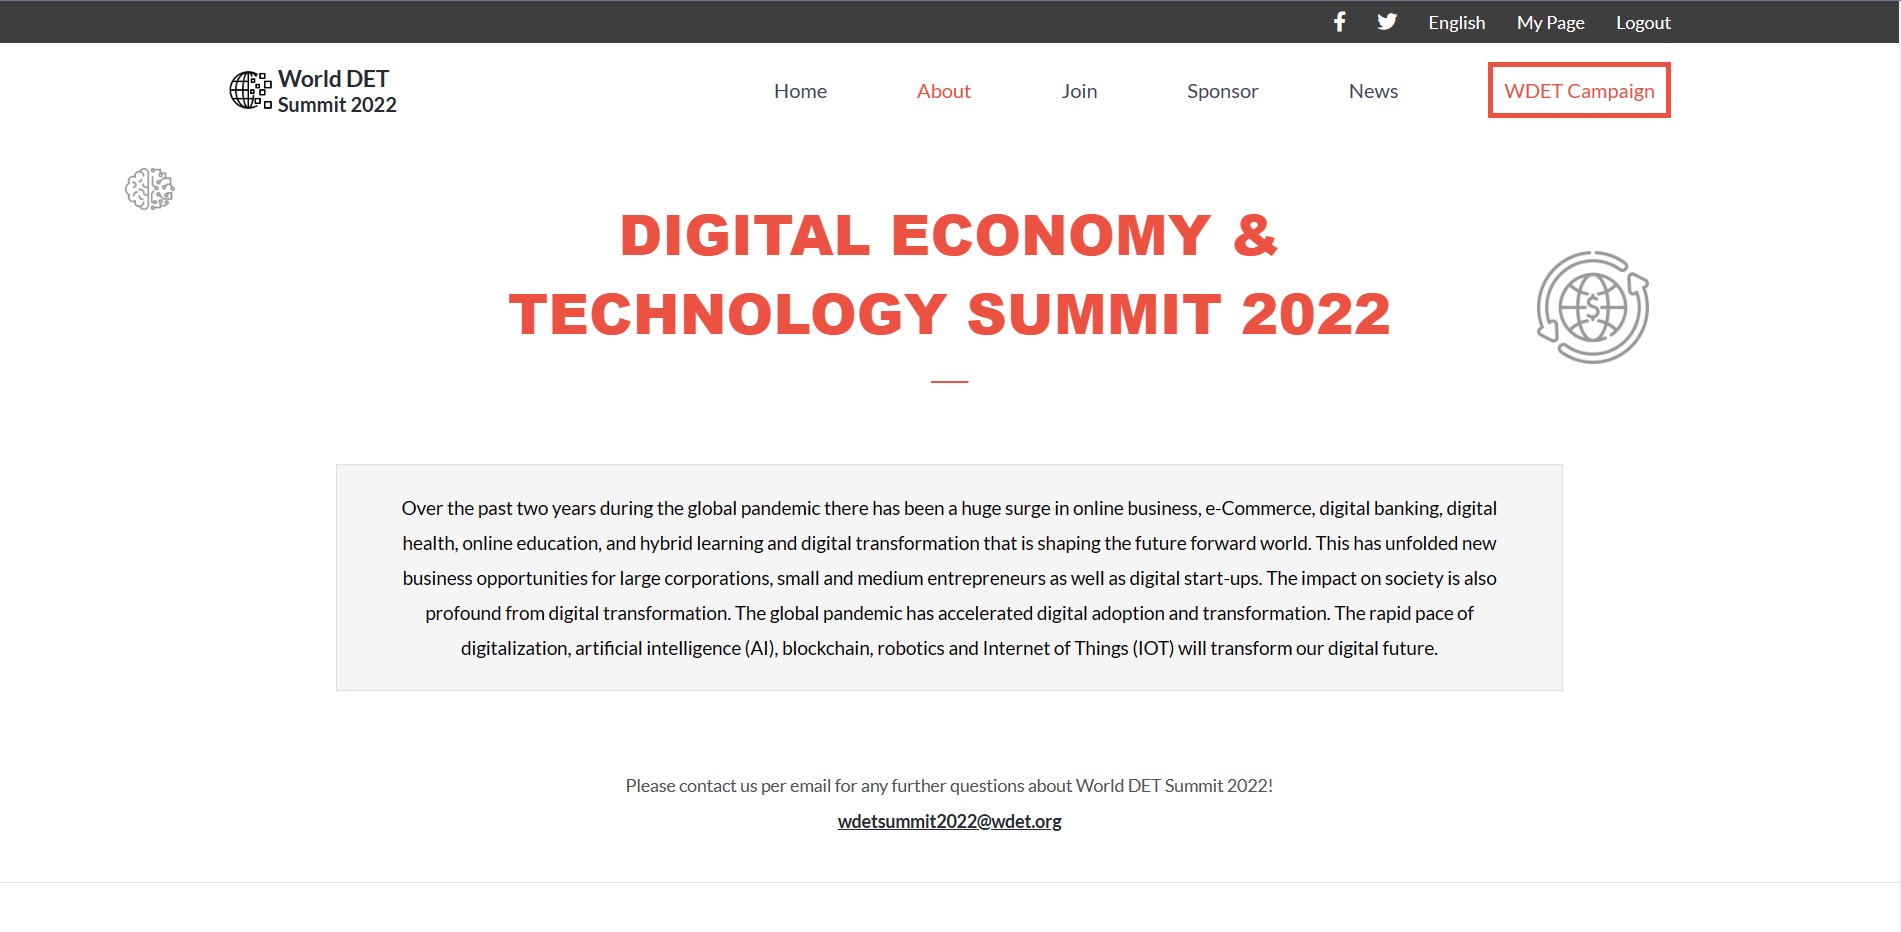 English
My Page
Logout
World DET
Summit 2022
Home
About
Join
Sponsor
News
WDET Campaign
DIGITAL ECONOMY &
TECHNOLOGY SUMMIT 2022
Over the past two years during the global pandemic there has been a huge surge in online business, e-Commerce, digital banking, digital
health, online education, and hybrid learning and digital transformation that is shaping the future forward world. This has unfolded new
business opportunities for large corporations, small and medium entrepreneurs as well as digital start-ups. The impact on society is also
profound from digital transformation. The global pandemic has accelerated digital adoption and transformation. The rapid pace of
digitalization, artificial intelligence (AI), blockchain, robotics and Internet of Things (IOT) will transform our digital future.
Please contact us per email for any further questions about World DET Summit 2022!
wdetsummit2022@wdet.org